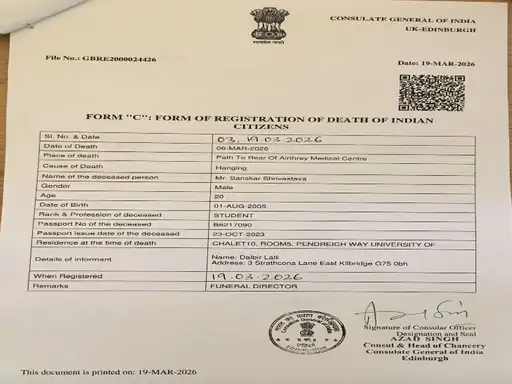 CONSULATE GENERAL OF INDIA
UK-EDINBURGH
सत्यमेव जयते
File No.: GBRE2000024426
Date: 19-MAR-2026
FORM "C": FORM OF REGISTRATION OF DEATH OF INDIAN
CITIZENS
Sl. No. & Date 03, 19.03.2026
Date of Death 06-MAR-2026
Place of death Path To Rear Of Airthrey Medical Centre
Cause of Death Hanging
Name of the deceased person Mr. Sanskar Shrivastava
Gender Male
Age 20
Date of Birth 01-AUG-2005
Rank & Profession of deceased STUDENT
Passport No of the deceased B6217090
Passport issue date of the deceased 23-OCT-2023
Residence at the time of death CHALET10, ROOM5, PENDREICH WAY UNIVERSITY OF
Details of informant Name: Dalbir Lalli
Address: 3 Strathcona Lane East Kilbridge G75 0bh
When Registered 19.03.2026
Remarks FUNERAL DIRECTOR
Signature of Consular Officer
Designation and Seal
AZAD SINGH
Consul & Head of Chancery
Consulate General of India
Edinburgh
This document is printed on: 19-MAR-2026